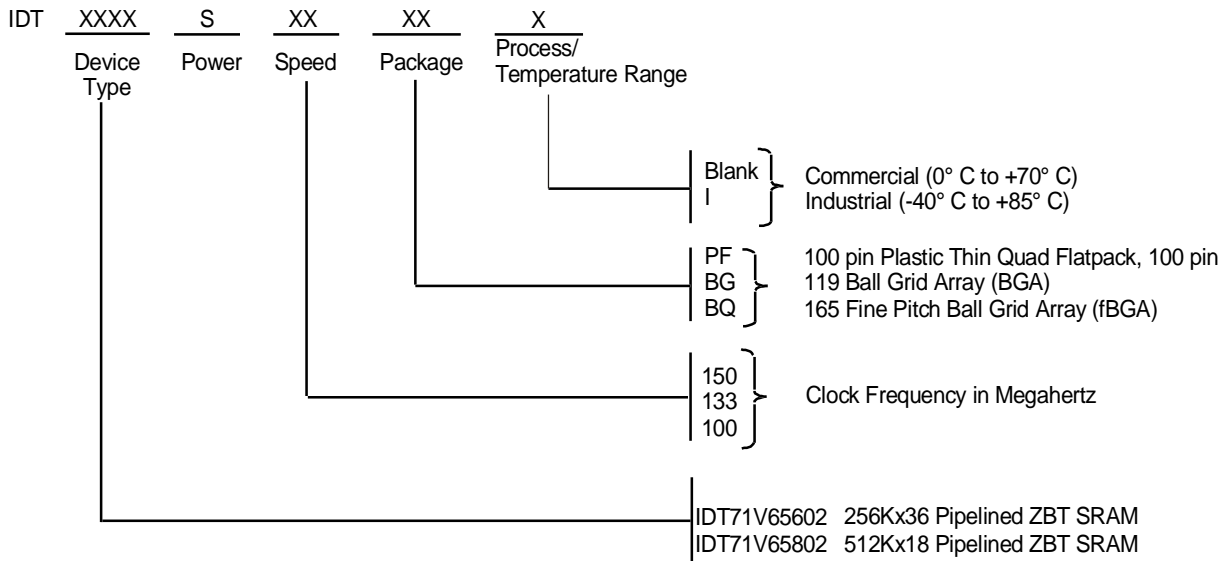 IDT XXXX S XX XX X
Device Type
Power
Speed
Package
Process/
Temperature Range
Blank Commercial (0° C to +70° C)
I Industrial (-40° C to +85° C)
PF 100 pin Plastic Thin Quad Flatpack, 100 pin
BG 119 Ball Grid Array (BGA)
BQ 165 Fine Pitch Ball Grid Array (fBGA)
150
133 Clock Frequency in Megahertz
100
IDT71V65602 256Kx36 Pipelined ZBT SRAM
IDT71V65802 512Kx18 Pipelined ZBT SRAM